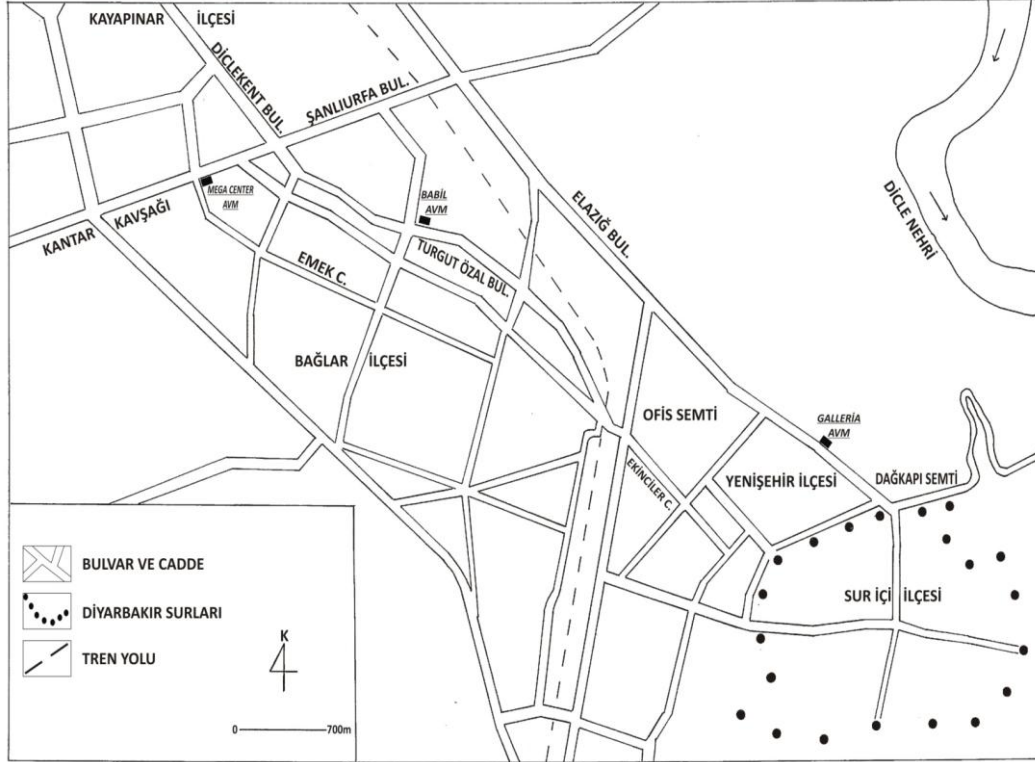 KAYAPINAR İLÇESİ
DİCLEKENT BUL.
ŞANLIURFA BUL.
MEGA CENTER
AVM
BABİL
AVM
KANTAR KAVŞAĞI
ELAZIĞ BUL.
DİCLE NEHRİ
EMEK C.
TURGUT ÖZAL BUL.
BAĞLAR İLÇESİ
OFİS SEMTİ
GALLERİA
AVM
EKİNCİLER C.
YENİŞEHİR İLÇESİ
DAĞKAPI SEMTİ
SUR İÇİ İLÇESİ
BULVAR VE CADDE
DİYARBAKIR SURLARI
TREN YOLU
K
0 700m